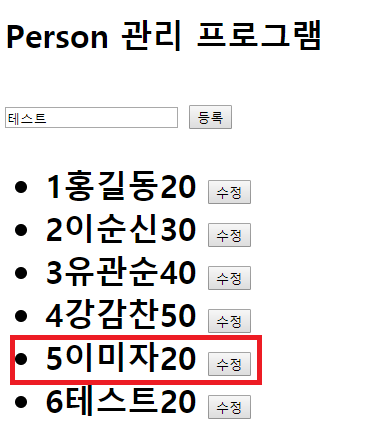 Person 관리 프로그램
테스트 등록
1홍길동20 수정
2이순신30 수정
3유관순40 수정
4강감찬50 수정
5이미자20 수정
6테스트20 수정